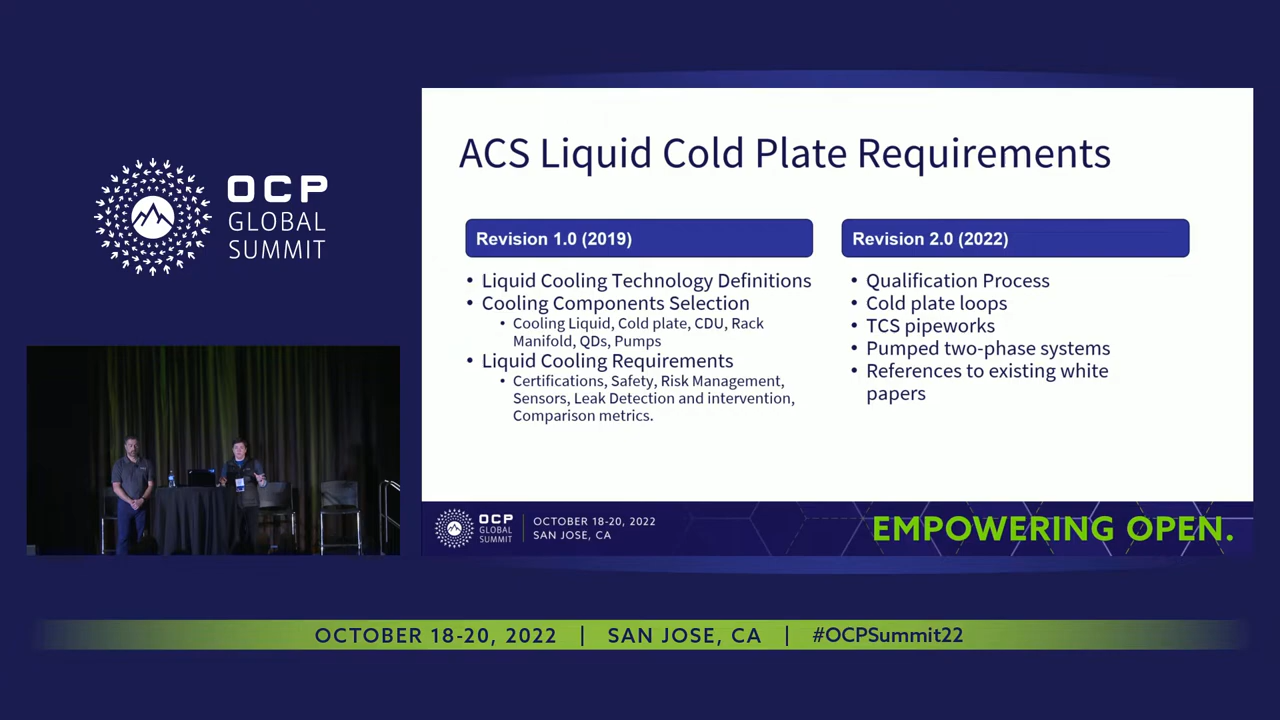 OCP
GLOBAL
SUMMIT
ACS Liquid Cold Plate Requirements
Revision 1.0 (2019)
• Liquid Cooling Technology Definitions
• Cooling Components Selection
• Cooling Liquid, Cold plate, CDU, Rack
Manifold, QDs, Pumps
• Liquid Cooling Requirements
• Certifications, Safety, Risk Management,
Sensors, Leak Detection and intervention,
Comparison metrics.
Revision 2.0 (2022)
• Qualification Process
• Cold plate loops
• TCS pipeworks
• Pumped two-phase systems
• References to existing white
papers
OCP
GLOBAL
SUMMIT
OCTOBER 18-20, 2022
SAN JOSE, CA
EMPOWERING OPEN.
OCTOBER 18-20, 2022 | SAN JOSE, CA | #OCPSummit22